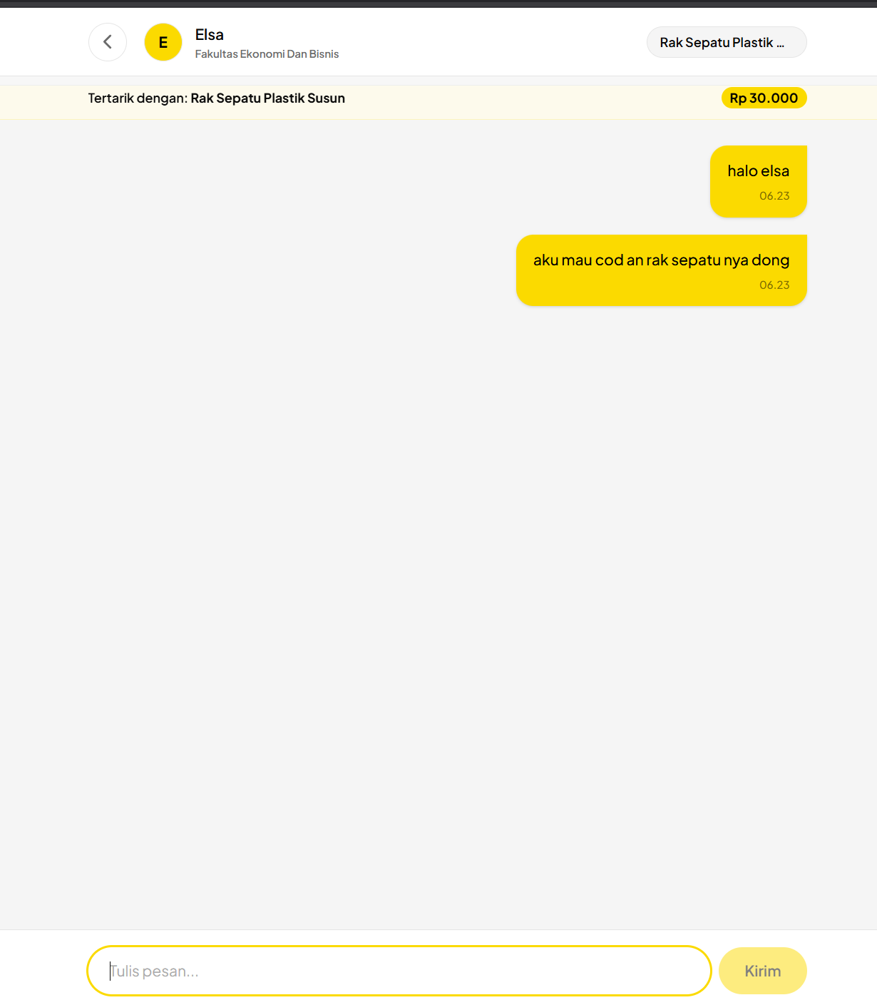 E
Elsa
Fakultas Ekonomi Dan Bisnis
Rak Sepatu Plastik ...
Tertarik dengan: Rak Sepatu Plastik Susun
Rp 30.000
halo elsa
06.23
aku mau cod an rak sepatu nya dong
06.23
Tulis pesan...
Kirim